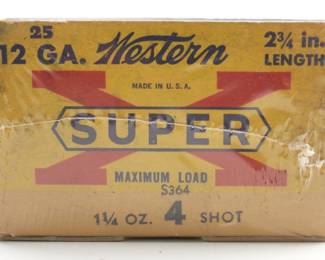 25
12 GA. Western 2¾ in.
LENGTH
MADE IN U.S.A.
X
SUPER
MAXIMUM LOAD
S364
1¼ OZ. 4 SHOT